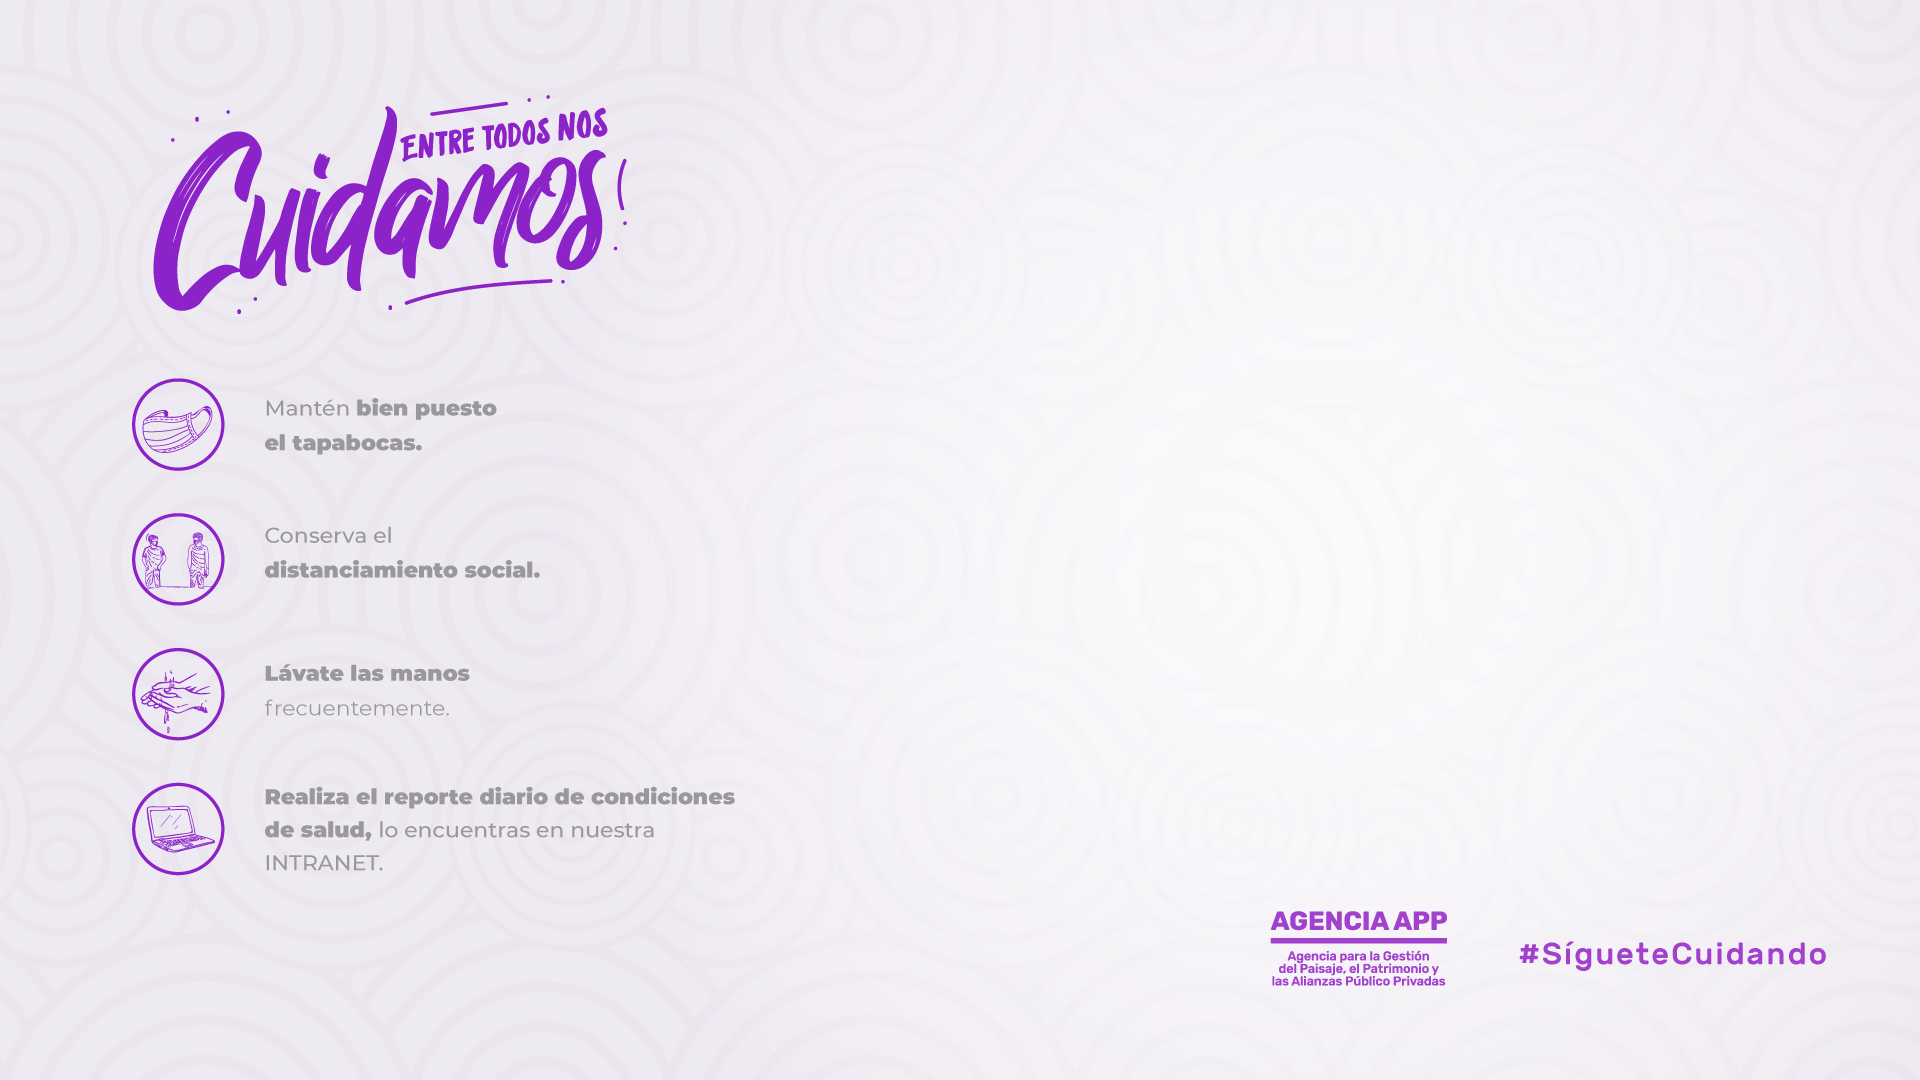 ENTRE TODOS NOS
Cuidamos
Mantén bien puesto
el tapabocas.
Conserva el
distanciamiento social.
Lávate las manos
frecuentemente.
Realiza el reporte diario de condiciones
de salud, lo encuentras en nuestra
INTRANET.
AGENCIA APP
Agencia para la Gestión
del Paisaje, el Patrimonio y
las Alianzas Público Privadas
#SígueteCuidando